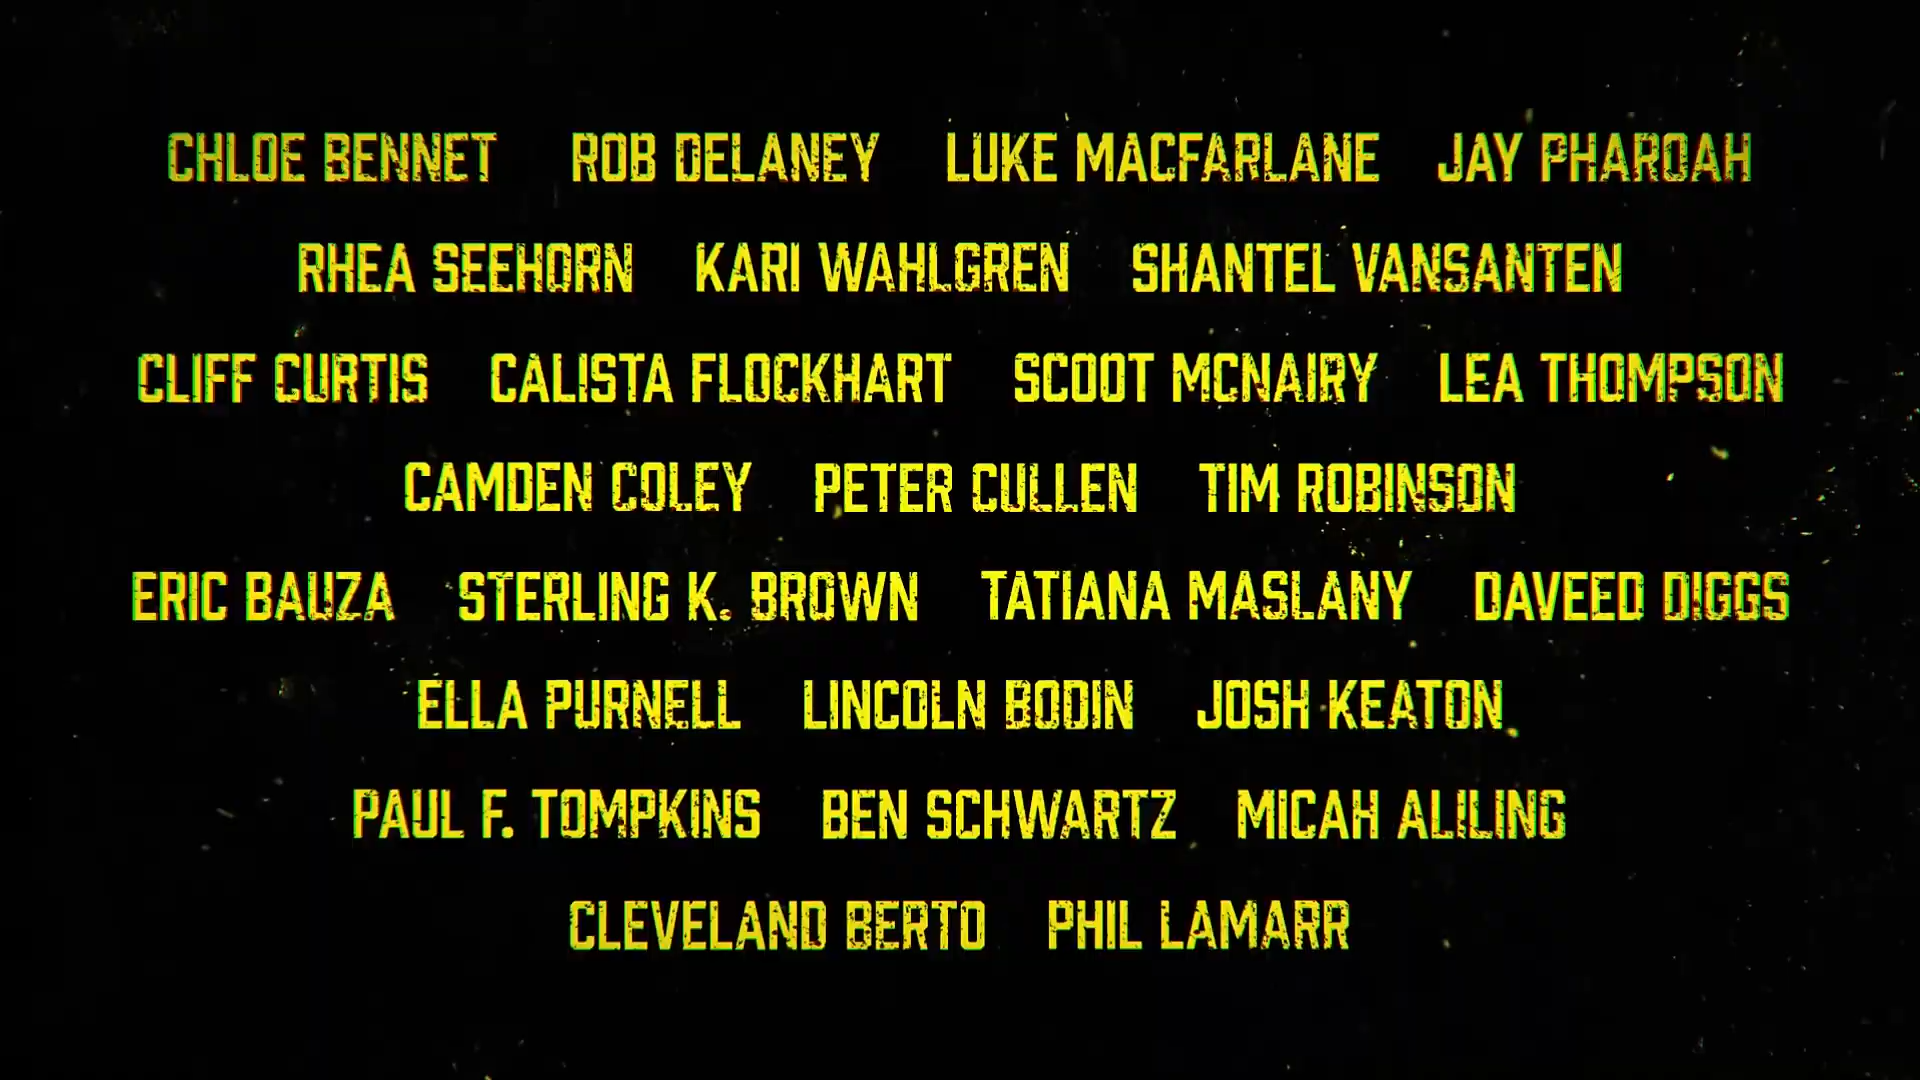 CHLOE BENNET ROB DELANEY LUKE MACFARLANE JAY PHAROAH
RHEA SEEHORN KARI WAHLGREN SHANTEL VANSANTEN
CLIFF CURTIS CALISTA FLOCKHART SCOOT MCNAIRY LEA THOMPSON
CAMDEN COLEY PETER CULLEN TIM ROBINSON
ERIC BAUZA STERLING K. BROWN TATIANA MASLANY DAVEED DIGGS
ELLA PURNELL LINCOLN BODIN JOSH KEATON
PAUL F. TOMPKINS BEN SCHWARTZ MICAH ALILING
CLEVELAND BERTO PHIL LAMARR